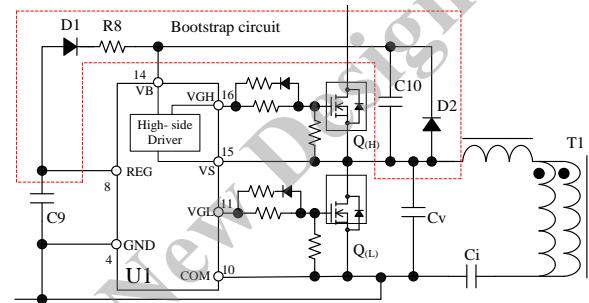 D1
R8
Bootstrap circuit
14
VB
VGH
16
C10
D2
High- side
Driver
Q(H)
T1
15
VS
REG
8
VGL
11
C9
Cv
GND
4
Q(L)
Ci
U1
COM
10
New Design